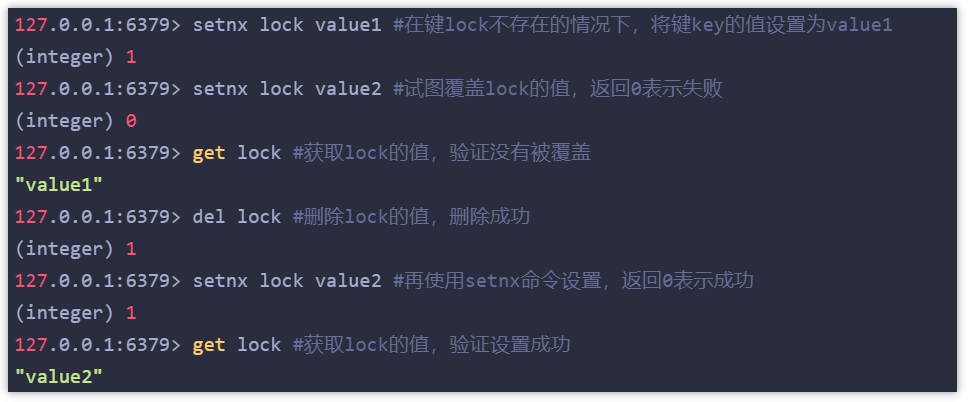 127.0.0.1:6379> setnx lock value1 #在键lock不存在的情况下，将键key的值设置为value1
(integer) 1
127.0.0.1:6379> setnx lock value2 #试图覆盖lock的值，返回0表示失败
(integer) 0
127.0.0.1:6379> get lock #获取lock的值，验证没有被覆盖
"value1"
127.0.0.1:6379> del lock #删除lock的值，删除成功
(integer) 1
127.0.0.1:6379> setnx lock value2 #再使用setnx命令设置，返回0表示成功
(integer) 1
127.0.0.1:6379> get lock #获取lock的值，验证设置成功
"value2"